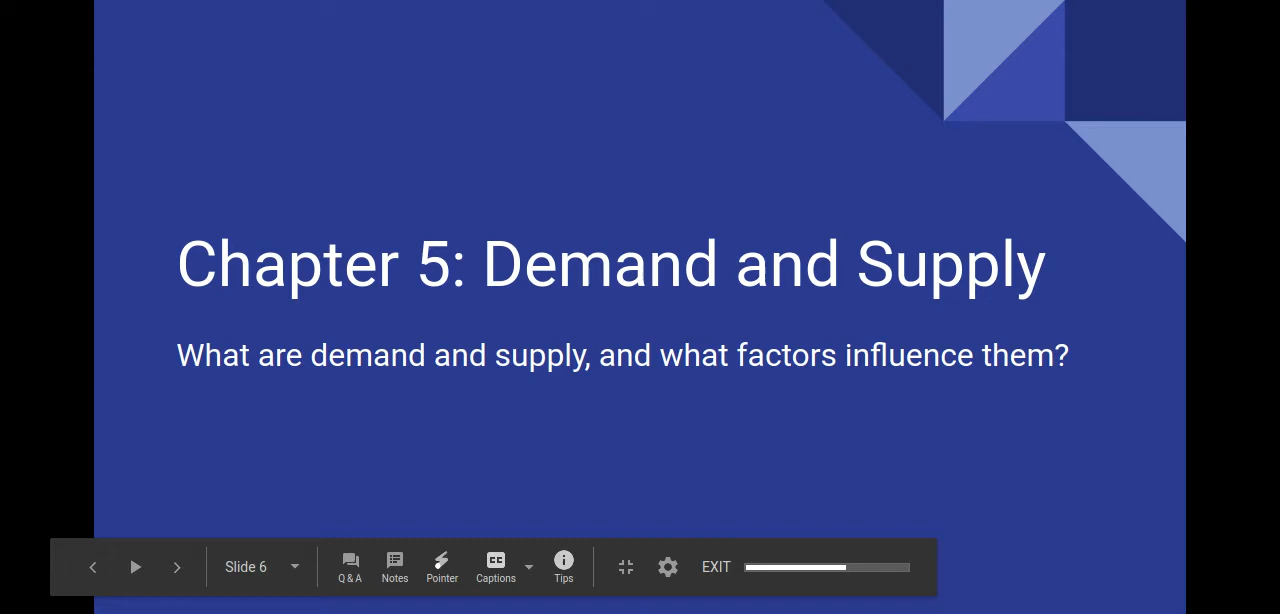 Chapter 5: Demand and Supply
What are demand and supply, and what factors influence them?
Slide 6
Q & A
Notes
Pointer
CC
Captions
Tips
EXIT